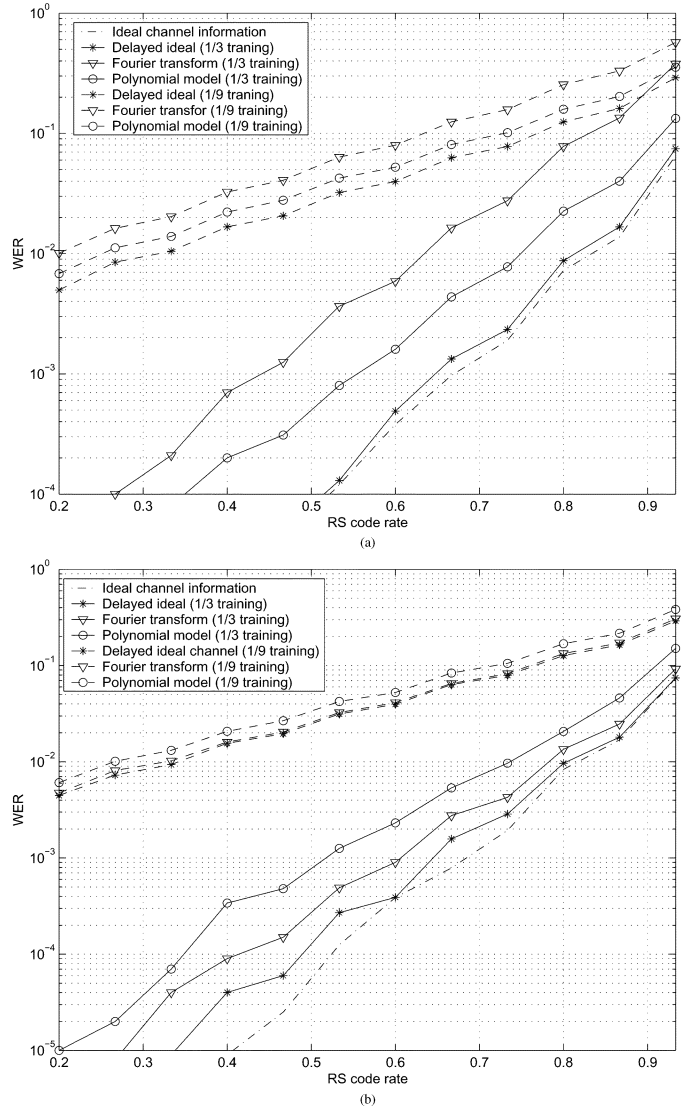 10^0
10^-1
10^-2
10^-3
10^-4
WER
Ideal channel information
Delayed ideal (1/3 traning)
Fourier transform (1/3 training)
Polynomial model (1/3 training)
Delayed ideal (1/9 traning)
Fourier transfor (1/9 training)
Polynomial model (1/9 training)
0.2 0.3 0.4 0.5 0.6 0.7 0.8 0.9
RS code rate
(a)
10^0
10^-1
10^-2
10^-3
10^-4
10^-5
WER
Ideal channel information
Delayed ideal (1/3 training)
Fourier transform (1/3 training)
Polynomial model (1/3 training)
Delayed ideal channel (1/9 training)
Fourier transform (1/9 training)
Polynomial model (1/9 training)
0.2 0.3 0.4 0.5 0.6 0.7 0.8 0.9
RS code rate
(b)